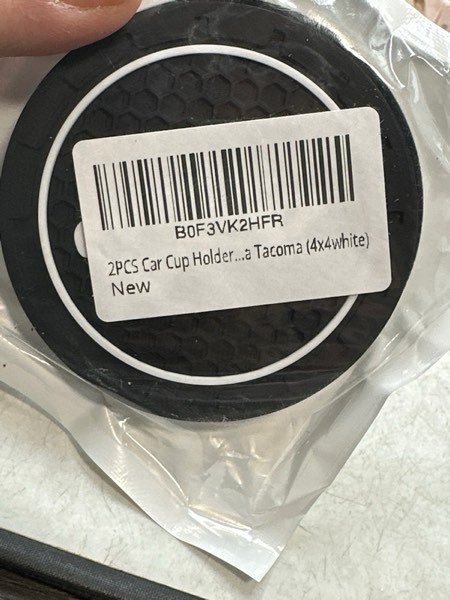 B0F3VK2HFR
2PCS Car Cup Holder...a Tacoma (4x4white)
New